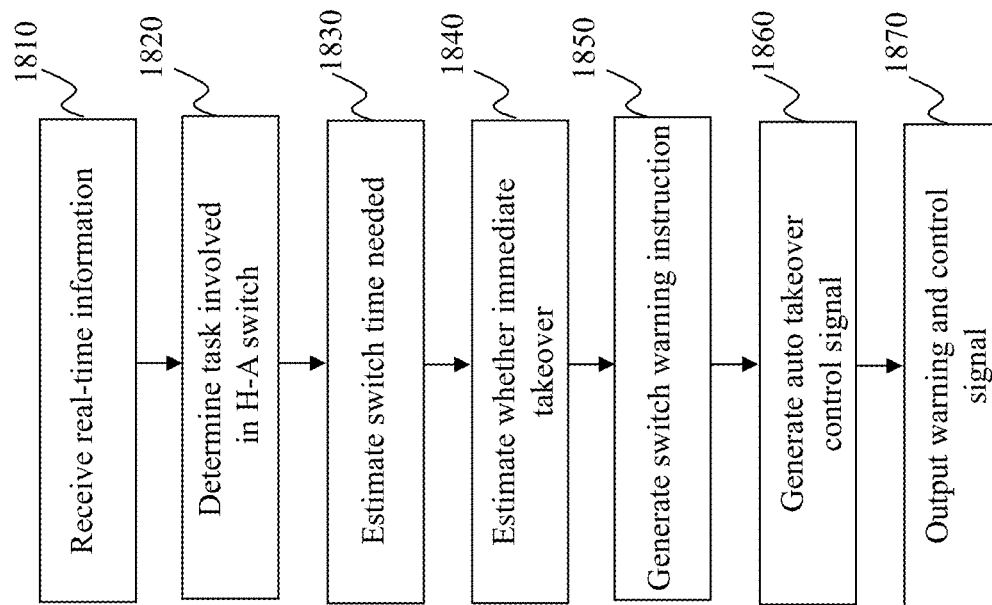 1810
Receive real-time information
1820
Determine task involved
in H-A switch
1830
Estimate switch time needed
1840
Estimate whether immediate
takeover
1850
Generate switch warning instruction
1860
Generate auto takeover
control signal
1870
Output warning and control
signal